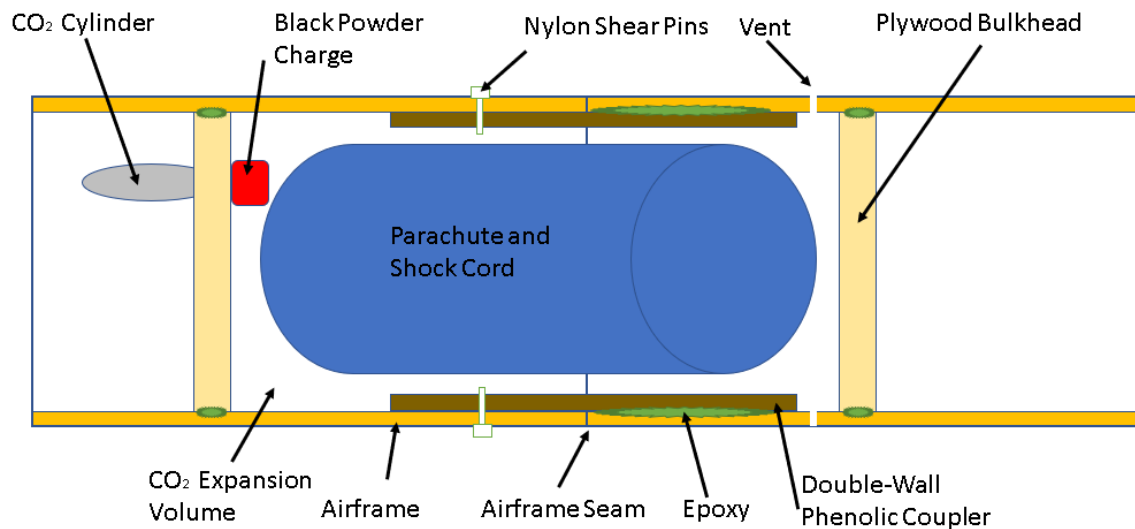 CO₂ Cylinder
Black Powder
Charge
Nylon Shear Pins
Vent
Plywood Bulkhead
Parachute and
Shock Cord
CO₂ Expansion
Volume
Airframe
Airframe Seam
Epoxy
Double-Wall
Phenolic Coupler